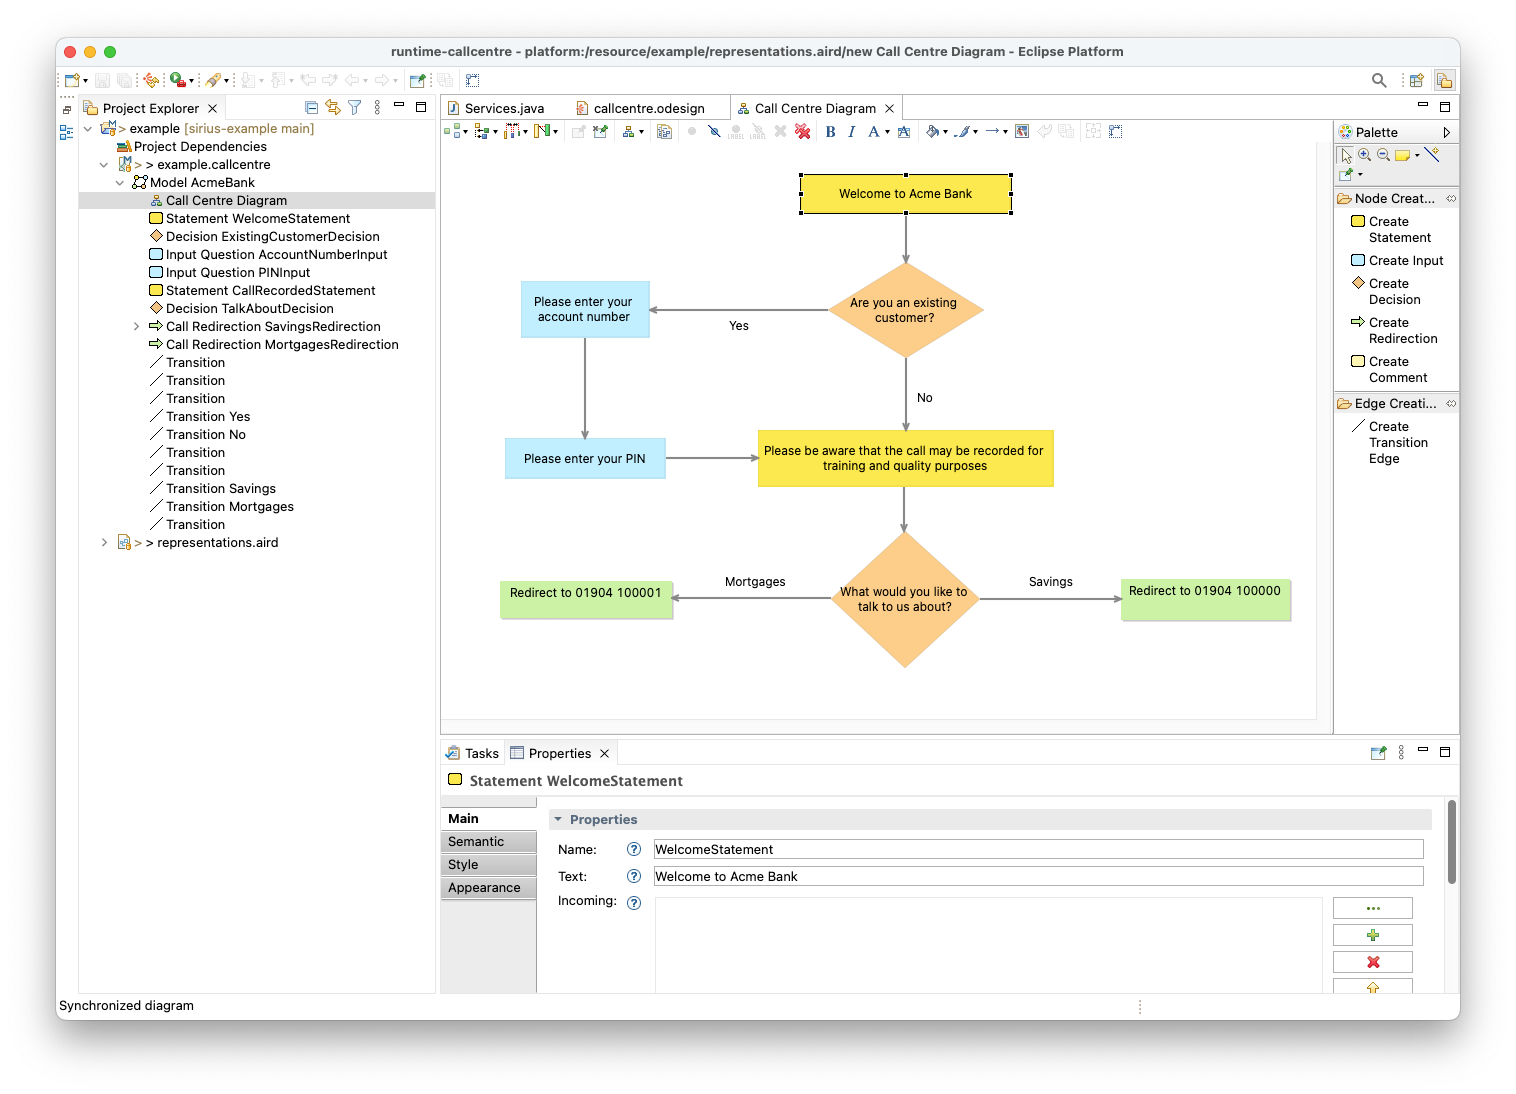 runtime-callcentre - platform:/resource/example/representations.aird/new Call Centre Diagram - Eclipse Platform
Project Explorer
> example [sirius-example main]
Project Dependencies
> > example.callcentre
Model AcmeBank
Call Centre Diagram
Statement WelcomeStatement
Decision ExistingCustomerDecision
Input Question AccountNumberInput
Input Question PINInput
Statement CallRecordedStatement
Decision TalkAboutDecision
Call Redirection SavingsRedirection
Call Redirection MortgagesRedirection
Transition
Transition
Transition
Transition Yes
Transition No
Transition
Transition
Transition Savings
Transition Mortgages
Transition
> > representations.aird
Services.java
callcentre.odesign
Call Centre Diagram
B I A A
Welcome to Acme Bank
Are you an existing
customer?
Yes
Please enter your
account number
No
Please enter your PIN
Please be aware that the call may be recorded for
training and quality purposes
What would you like to
talk to us about?
Mortgages
Redirect to 01904 100001
Savings
Redirect to 01904 100000
Palette
Node Creat...
Create
Statement
Create Input
Create
Decision
Create
Redirection
Create
Comment
Edge Creati...
Create
Transition
Edge
Tasks
Properties
Statement WelcomeStatement
Main
Semantic
Style
Appearance
Properties
Name: ? WelcomeStatement
Text: ? Welcome to Acme Bank
Incoming: ?
...
Synchronized diagram